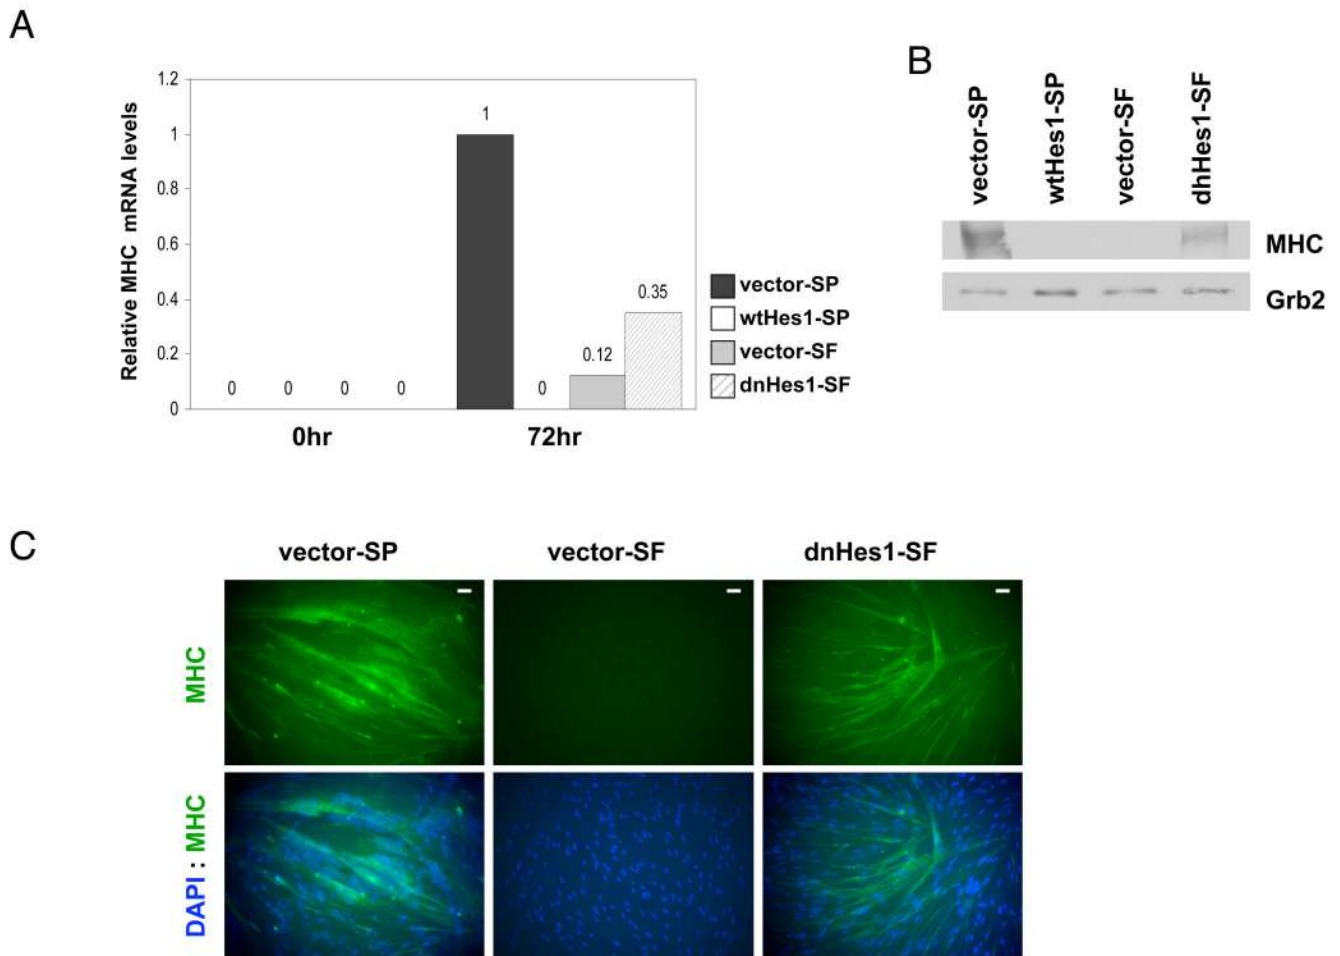 A
Relative MHC mRNA levels
1.2
1
0.8
0.6
0.4
0.2
0
0
0
0
0
1
0
0.12
0.35
0hr
72hr
vector-SP
wtHes1-SP
vector-SF
dnHes1-SF
B
vector-SP
wtHes1-SP
vector-SF
dhHes1-SF
MHC
Grb2
C
vector-SP
vector-SF
dnHes1-SF
MHC
DAPI : MHC